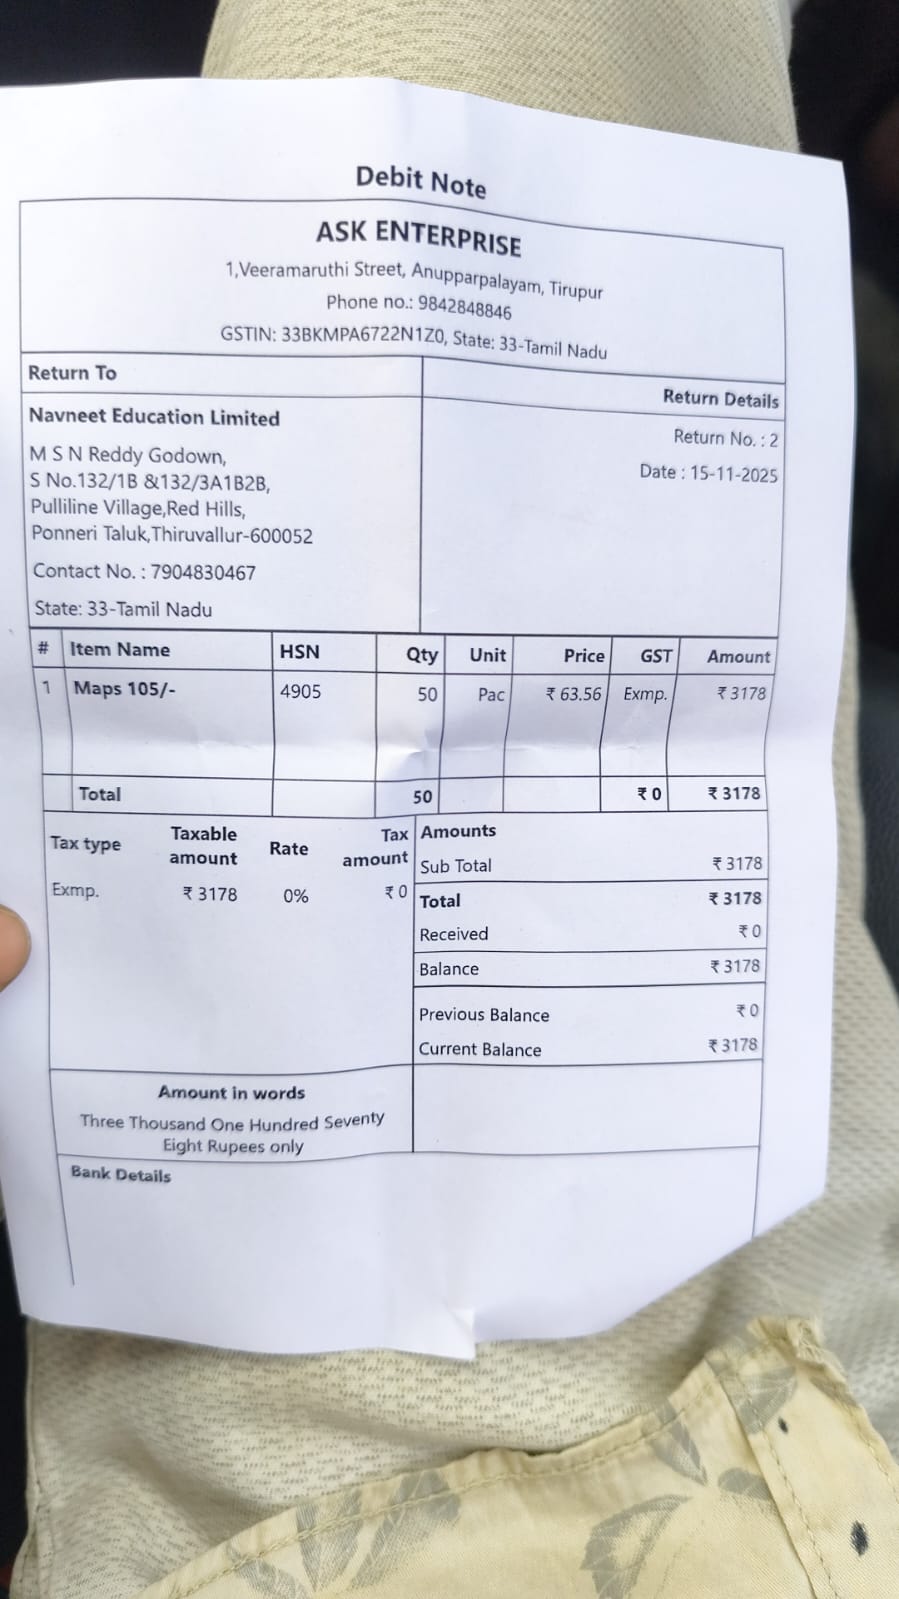 Debit Note
ASK ENTERPRISE
1,Veeramaruthi Street, Anupparpalayam, Tirupur
Phone no.: 9842848846
GSTIN: 33BKMPA6722N1Z0, State: 33-Tamil Nadu
Return To
Return Details
Navneet Education Limited
M S N Reddy Godown,
S No.132/1B &132/3A1B2B,
Pulliline Village,Red Hills,
Ponneri Taluk,Thiruvallur-600052
Contact No. : 7904830467
State: 33-Tamil Nadu
Return No. : 2
Date : 15-11-2025
# Item Name HSN Qty Unit Price GST Amount
1 Maps 105/- 4905 50 Pac ₹ 63.56 Exmp. ₹ 3178
Total 50 ₹ 0 ₹ 3178
Tax type Taxable amount Rate Tax amount
Exmp. ₹ 3178 0% ₹ 0
Amounts
Sub Total ₹ 3178
Total ₹ 3178
Received ₹ 0
Balance ₹ 3178
Previous Balance ₹ 0
Current Balance ₹ 3178
Amount in words
Three Thousand One Hundred Seventy
Eight Rupees only
Bank Details